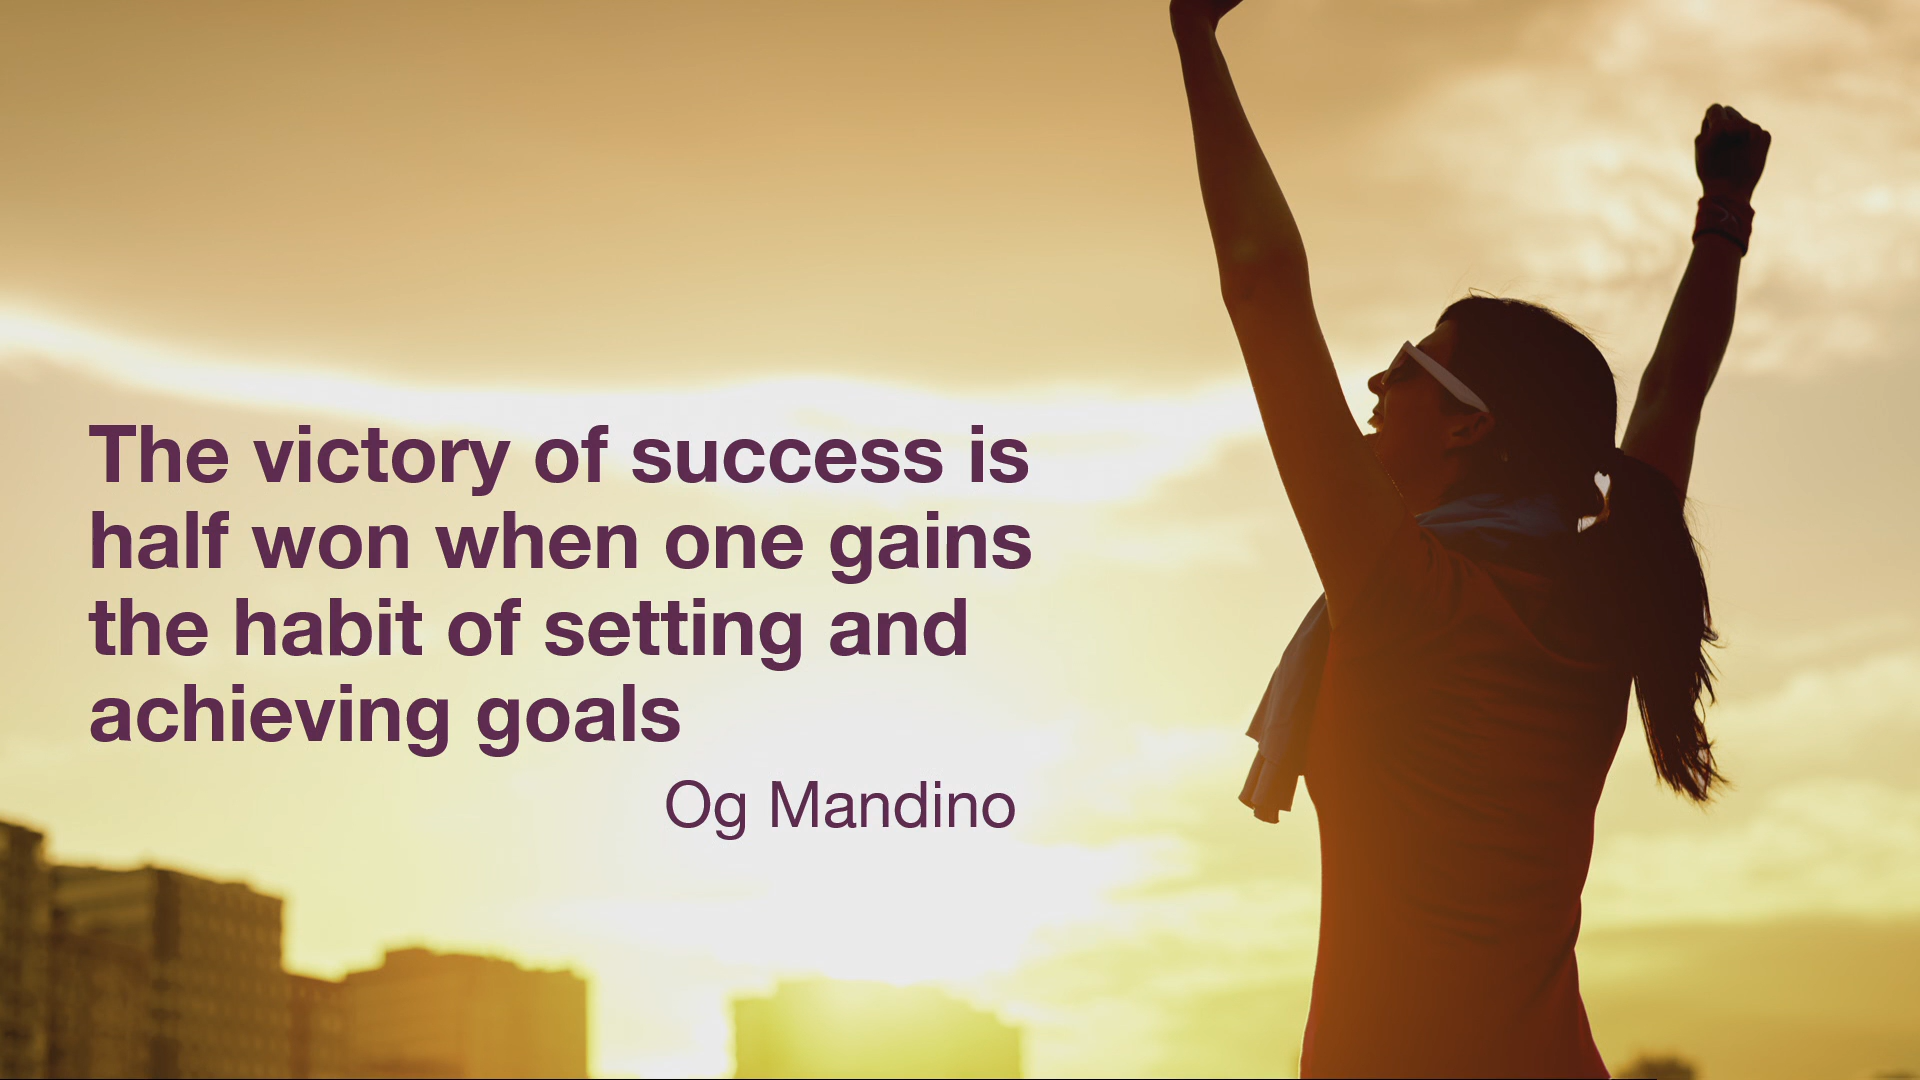 The victory of success is
half won when one gains
the habit of setting and
achieving goals
Og Mandino